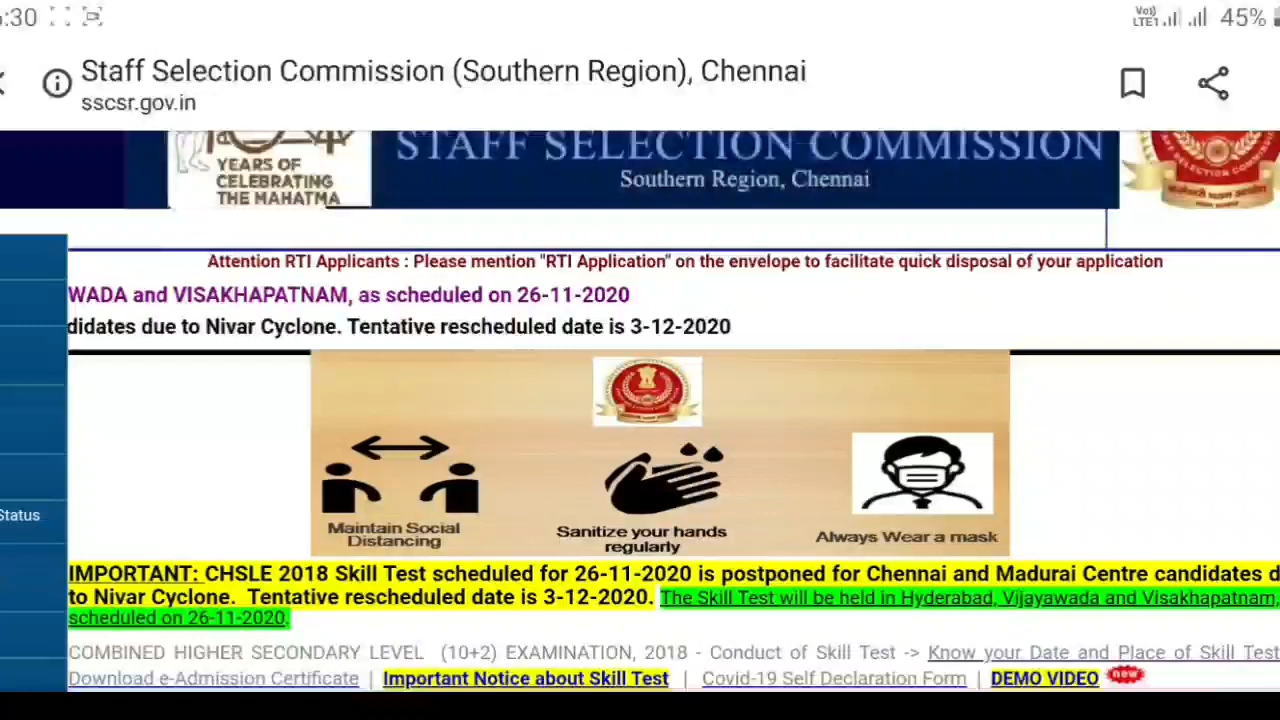 :30
Vo)) LTE1 45%
Staff Selection Commission (Southern Region), Chennai
sscsr.gov.in
YEARS OF
CELEBRATING
THE MAHATMA
STAFF SELECTION COMMISSION
Southern Region, Chennai
Attention RTI Applicants : Please mention "RTI Application" on the envelope to facilitate quick disposal of your application
WADA and VISAKHAPATNAM, as scheduled on 26-11-2020
didates due to Nivar Cyclone. Tentative rescheduled date is 3-12-2020
Maintain Social
Distancing
Sanitize your hands
regularly
Always Wear a mask
Status
IMPORTANT: CHSLE 2018 Skill Test scheduled for 26-11-2020 is postponed for Chennai and Madurai Centre candidates d
to Nivar Cyclone. Tentative rescheduled date is 3-12-2020. The Skill Test will be held in Hyderabad, Vijayawada and Visakhapatnam,
scheduled on 26-11-2020.
COMBINED HIGHER SECONDARY LEVEL (10+2) EXAMINATION, 2018 - Conduct of Skill Test -> Know your Date and Place of Skill Test
Download e-Admission Certificate | Important Notice about Skill Test | Covid-19 Self Declaration Form | DEMO VIDEO new